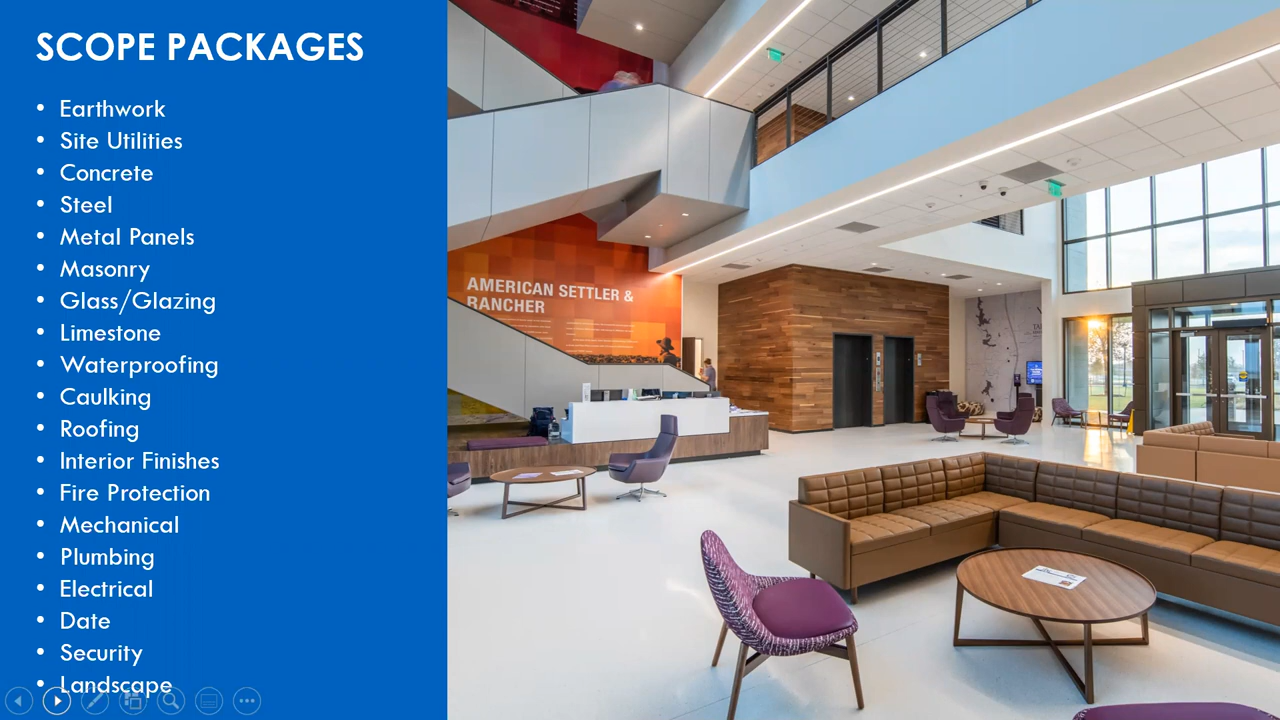 SCOPE PACKAGES
• Earthwork
• Site Utilities
• Concrete
• Steel
• Metal Panels
• Masonry
• Glass/Glazing
• Limestone
• Waterproofing
• Caulking
• Roofing
• Interior Finishes
• Fire Protection
• Mechanical
• Plumbing
• Electrical
• Date
• Security
• Landscape
AMERICAN SETTLER &
RANCHER